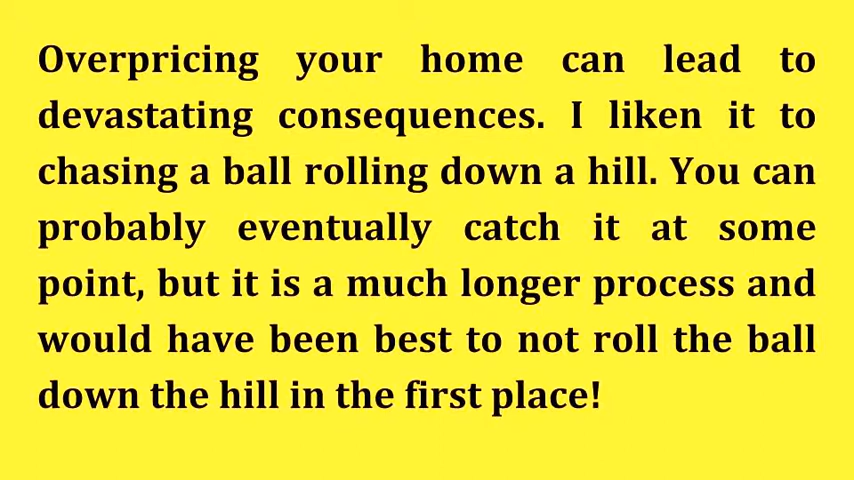 Overpricing your home can lead to
devastating consequences. I liken it to
chasing a ball rolling down a hill. You can
probably eventually catch it at some
point, but it is a much longer process and
would have been best to not roll the ball
down the hill in the first place!